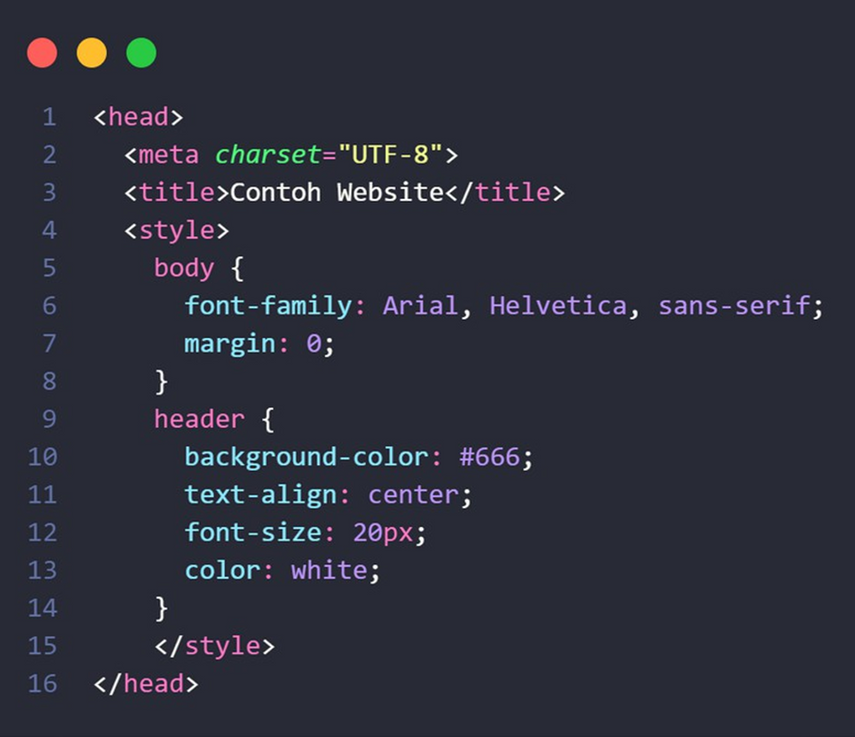 1 <head>
2 <meta charset="UTF-8">
3 <title>Contoh Website</title>
4 <style>
5 body {
6 font-family: Arial, Helvetica, sans-serif;
7 margin: 0;
8 }
9 header {
10 background-color: #666;
11 text-align: center;
12 font-size: 20px;
13 color: white;
14 }
15 </style>
16 </head>